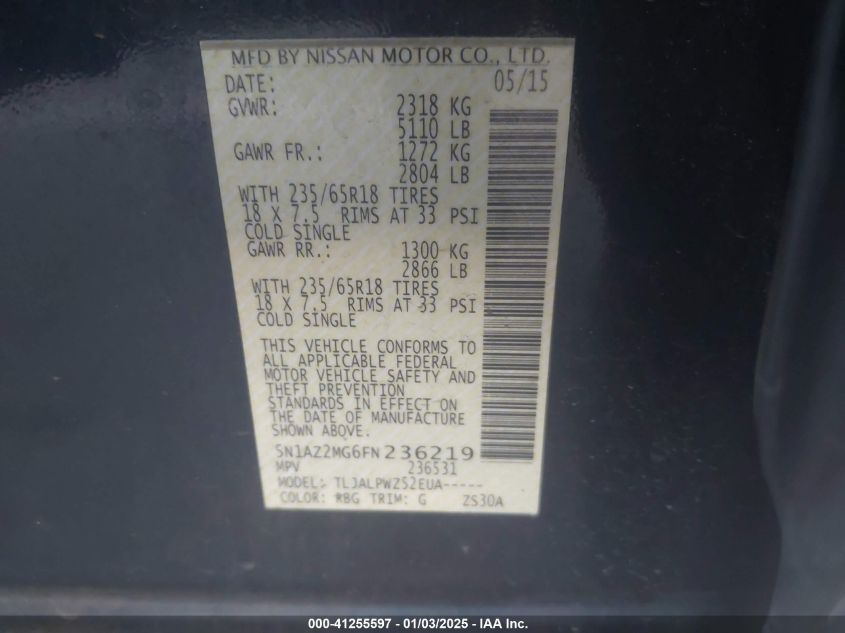 MFD BY NISSAN MOTOR CO., LTD.
DATE: 05/15
GVWR: 2318 KG
5110 LB
GAWR FR.: 1272 KG
2804 LB
WITH 235/65R18 TIRES
18 X 7.5 RIMS AT 33 PSI
COLD SINGLE
GAWR RR.: 1300 KG
2866 LB
WITH 235/65R18 TIRES
18 X 7.5 RIMS AT 33 PSI
COLD SINGLE
THIS VEHICLE CONFORMS TO
ALL APPLICABLE FEDERAL
MOTOR VEHICLE SAFETY AND
THEFT PREVENTION
STANDARDS IN EFFECT ON
THE DATE OF MANUFACTURE
SHOWN ABOVE.
5N1AZ2MG6FN236219
MPV 236531
MODEL: TLJALPWZ52EUA-----
COLOR: RBG TRIM: G ZS30A
000-41255597 - 01/03/2025 - IAA Inc.